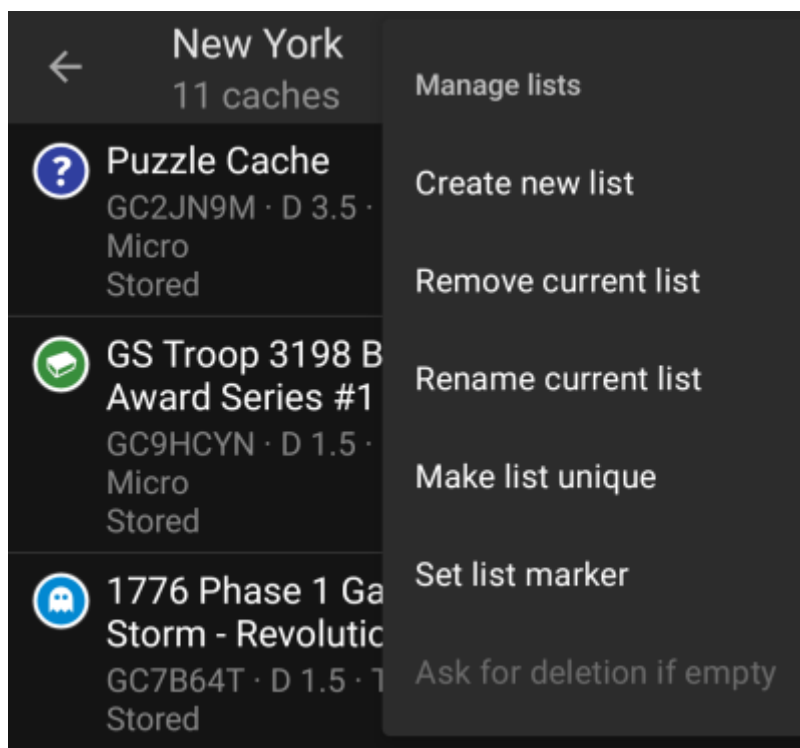 New York
11 caches
Puzzle Cache
GC2JN9M · D 3.5 ·
Micro
Stored
GS Troop 3198 B
Award Series #1
GC9HCYN · D 1.5 ·
Micro
Stored
1776 Phase 1 Ga
Storm - Revolutio
GC7B64T · D 1.5 · T
Stored
Manage lists
Create new list
Remove current list
Rename current list
Make list unique
Set list marker
Ask for deletion if empty